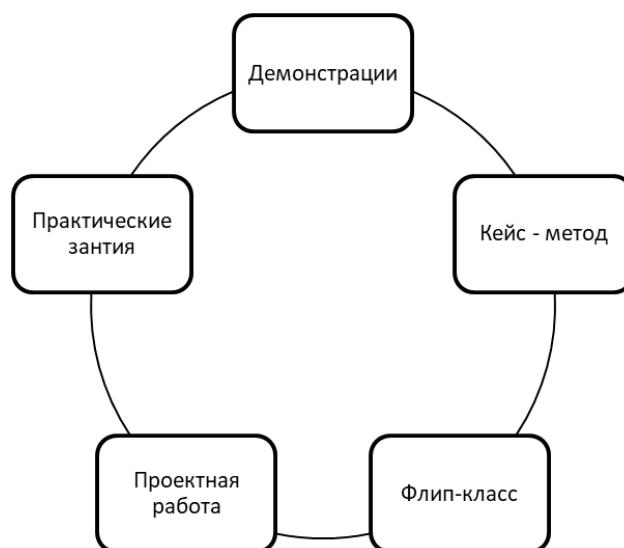 Демонстрации
Практические
зантия
Кейс - метод
Проектная
работа
Флип-класс